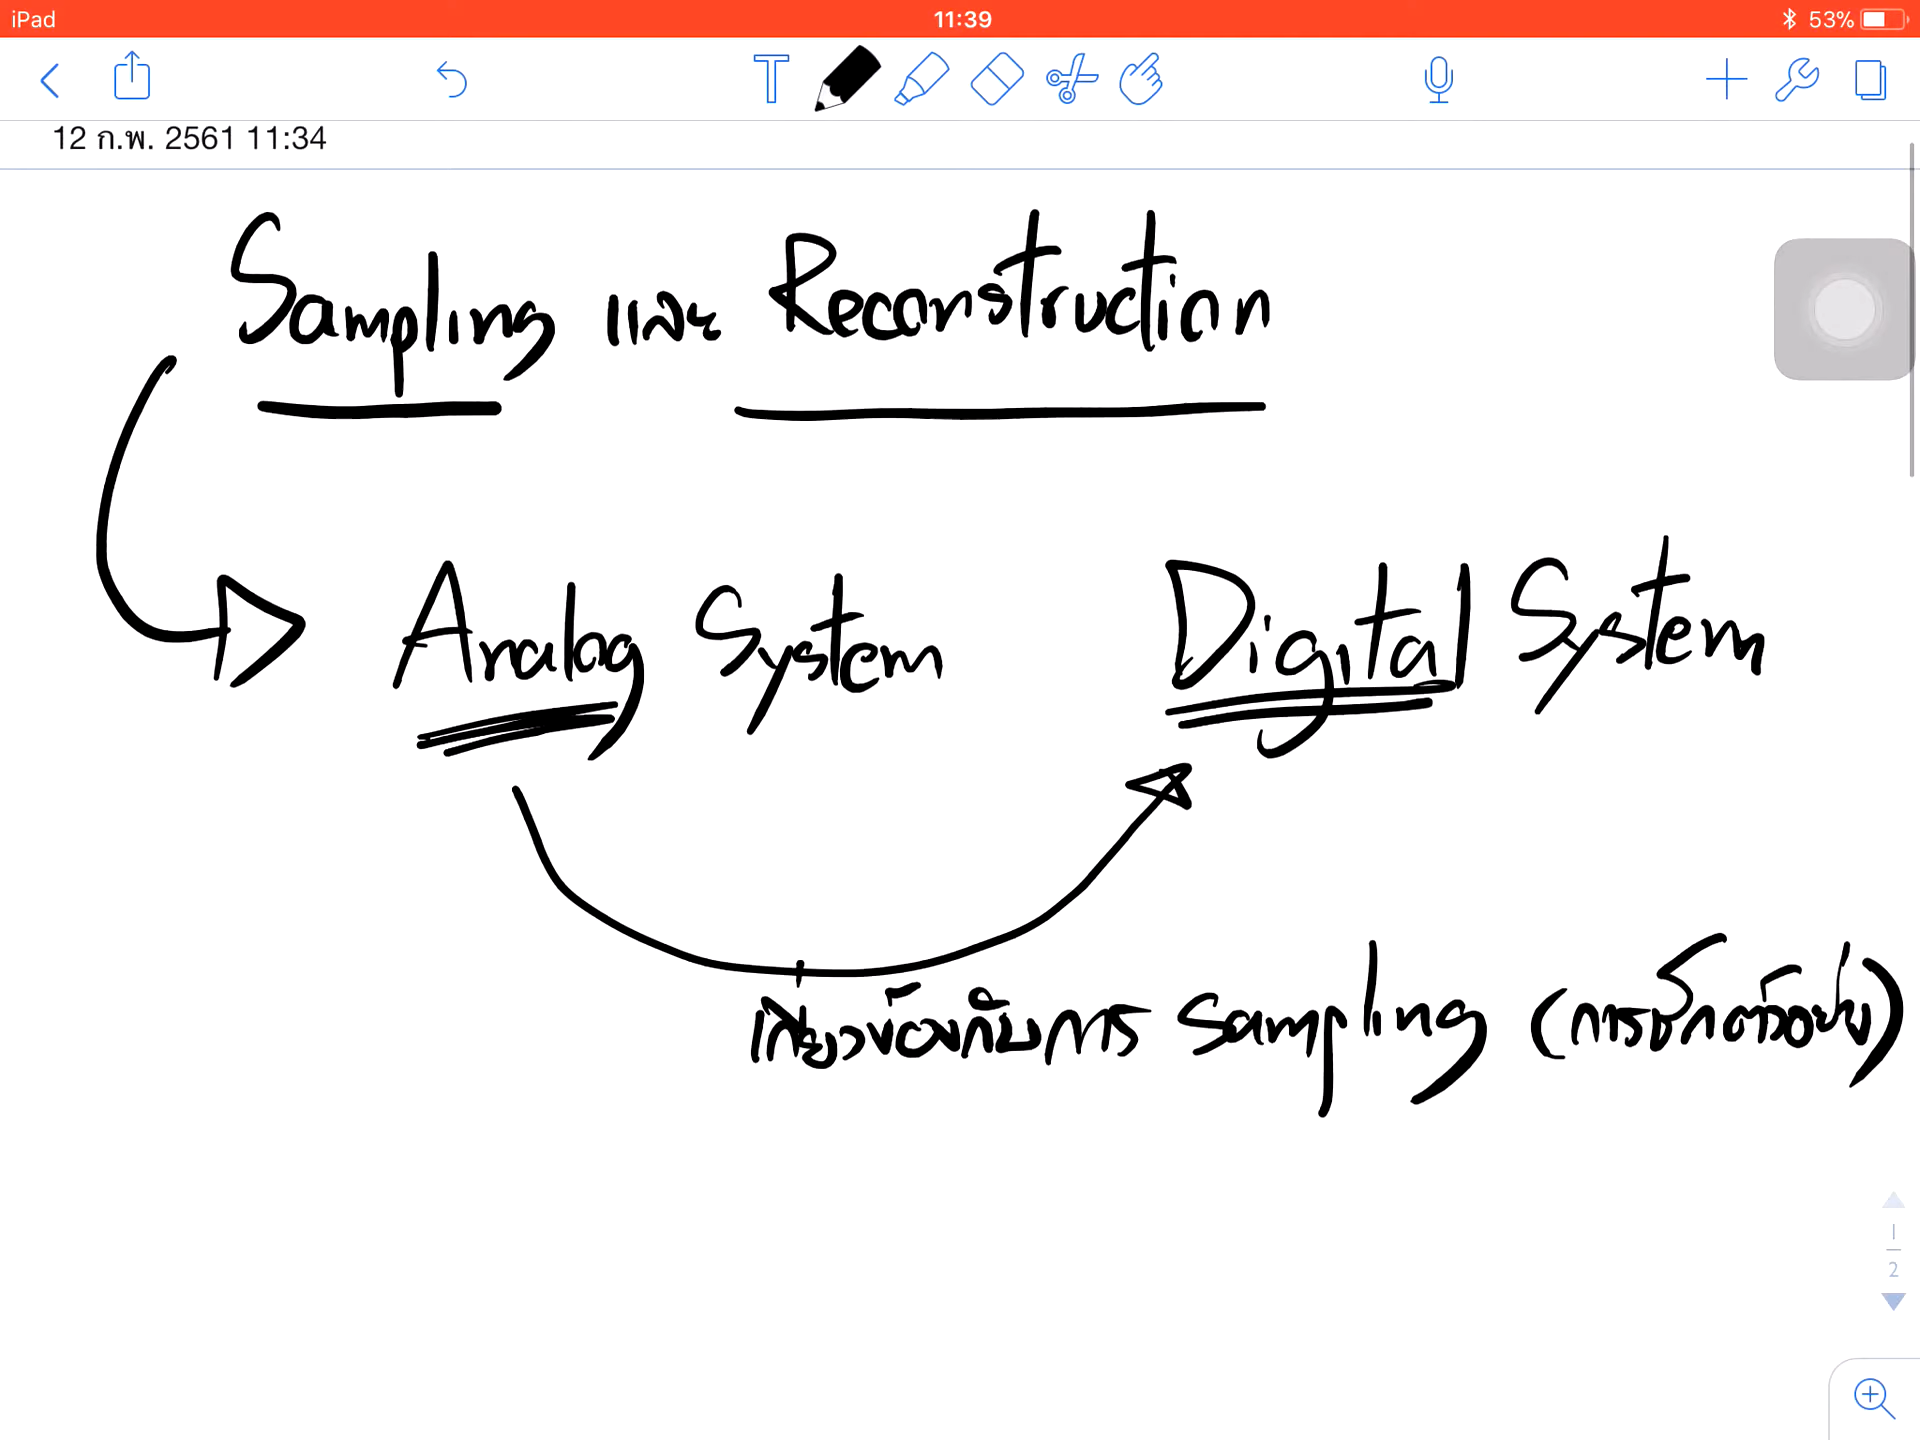 iPad 11:39 53%
12 ก.พ. 2561 11:34
Sampling และ Reconstruction
Analog System Digital System
เกี่ยวข้องกับการ Sampling (การชักตัวอย่าง)
1
2